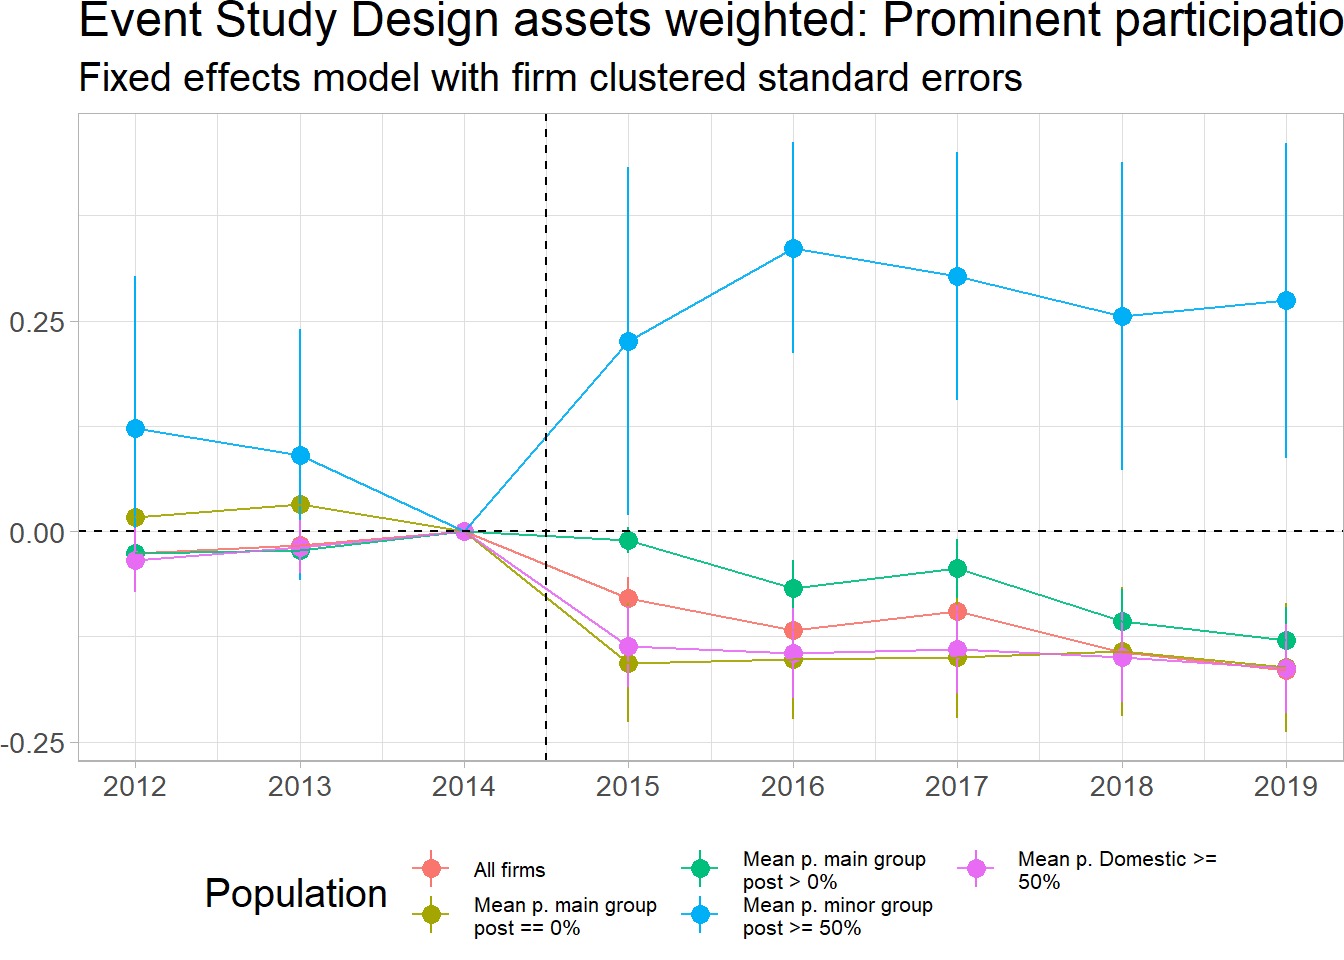 Event Study Design assets weighted: Prominent participatio
Fixed effects model with firm clustered standard errors
0.25
0.00
-0.25
2012 2013 2014 2015 2016 2017 2018 2019
Population
All firms
Mean p. main group
post == 0%
Mean p. main group
post > 0%
Mean p. minor group
post >= 50%
Mean p. Domestic >=
50%